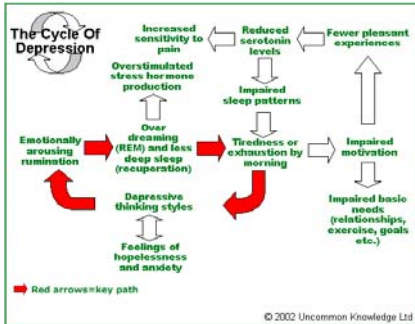 The Cycle Of
Depression
Increased
sensitivity to
pain
Reduced
serotonin
levels
Fewer pleasant
experiences
Overstimulated
stress hormone
production
Impaired
sleep patterns
Emotionally
arousing
rumination
Over
dreaming
(REM) and less
deep sleep
(recuperation)
Tiredness or
exhaustion by
morning
Impaired
motivation
Depressive
thinking styles
Impaired basic
needs
(relationships,
exercise, goals
etc.)
Feelings of
hopelessness
and anxiety
Red arrows=key path
© 2002 Uncommon Knowledge Ltd